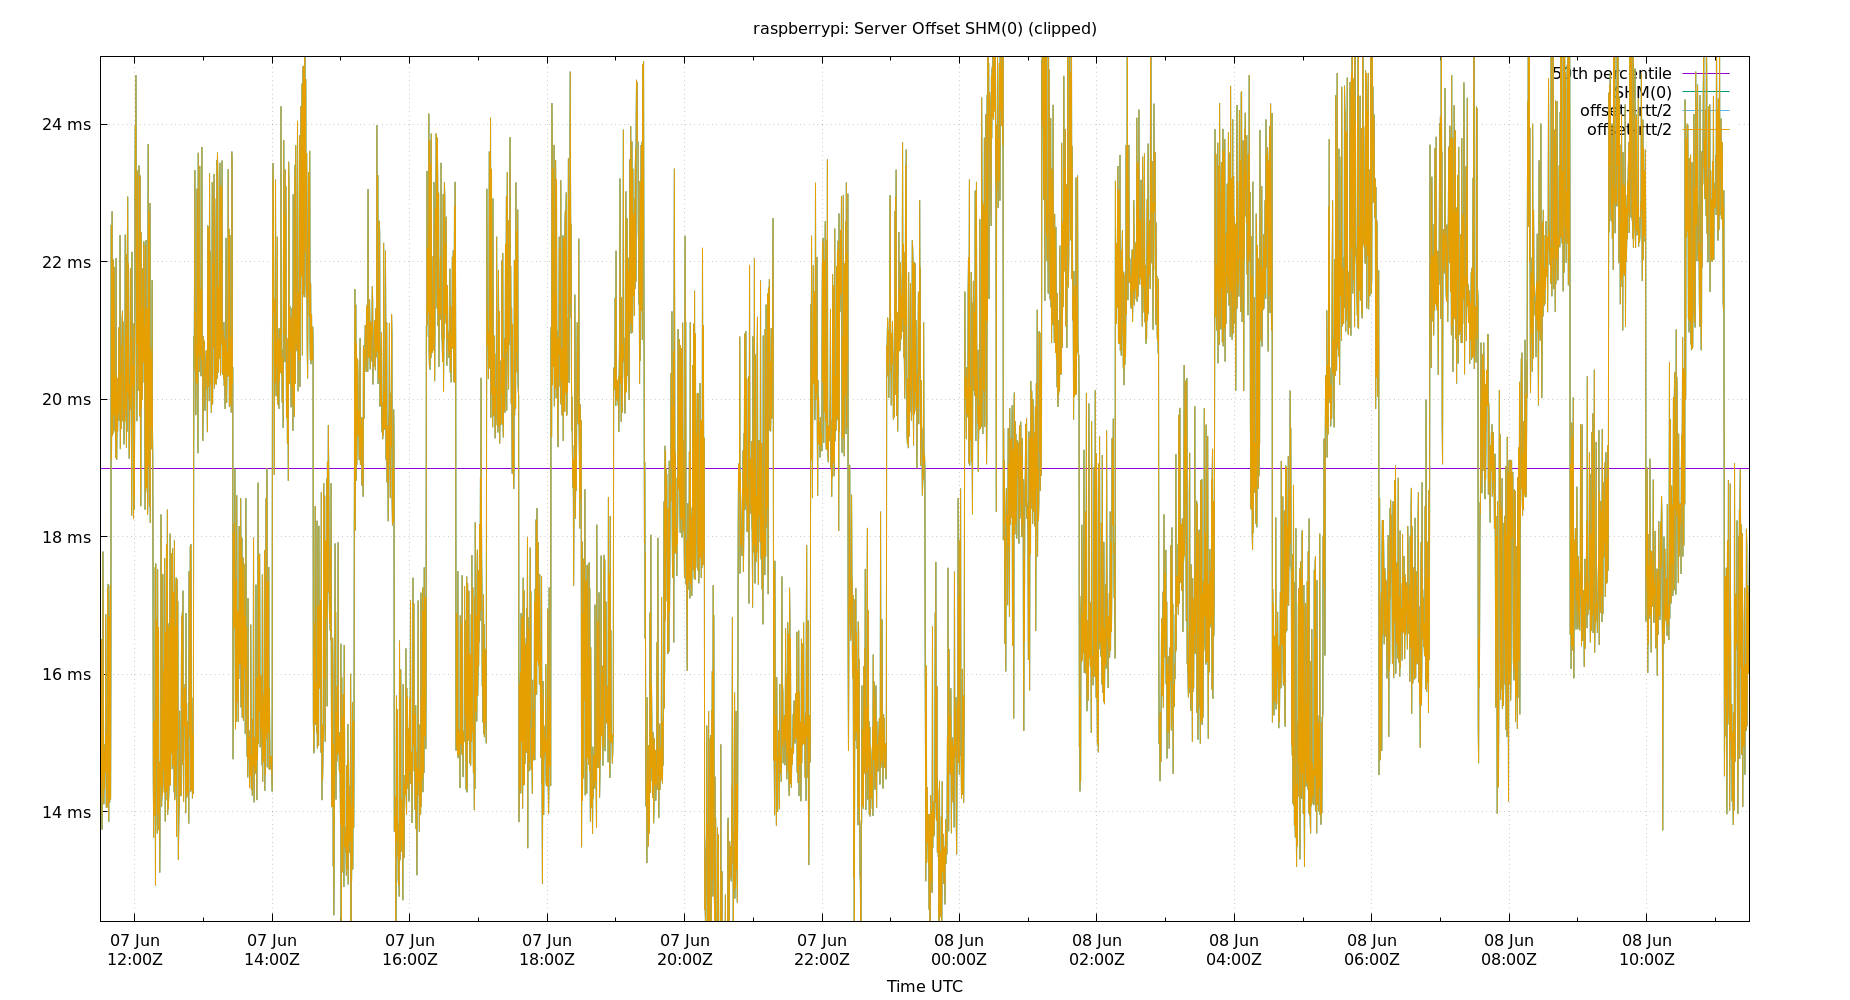 raspberrypi: Server Offset SHM(0) (clipped)
50th percentile
SHM(0)
offset+rtt/2
offset-rtt/2
24 ms
22 ms
20 ms
18 ms
16 ms
14 ms
07 Jun 07 Jun 07 Jun 07 Jun 07 Jun 07 Jun 08 Jun 08 Jun 08 Jun 08 Jun 08 Jun 08 Jun
12:00Z 14:00Z 16:00Z 18:00Z 20:00Z 22:00Z 00:00Z 02:00Z 04:00Z 06:00Z 08:00Z 10:00Z
Time UTC